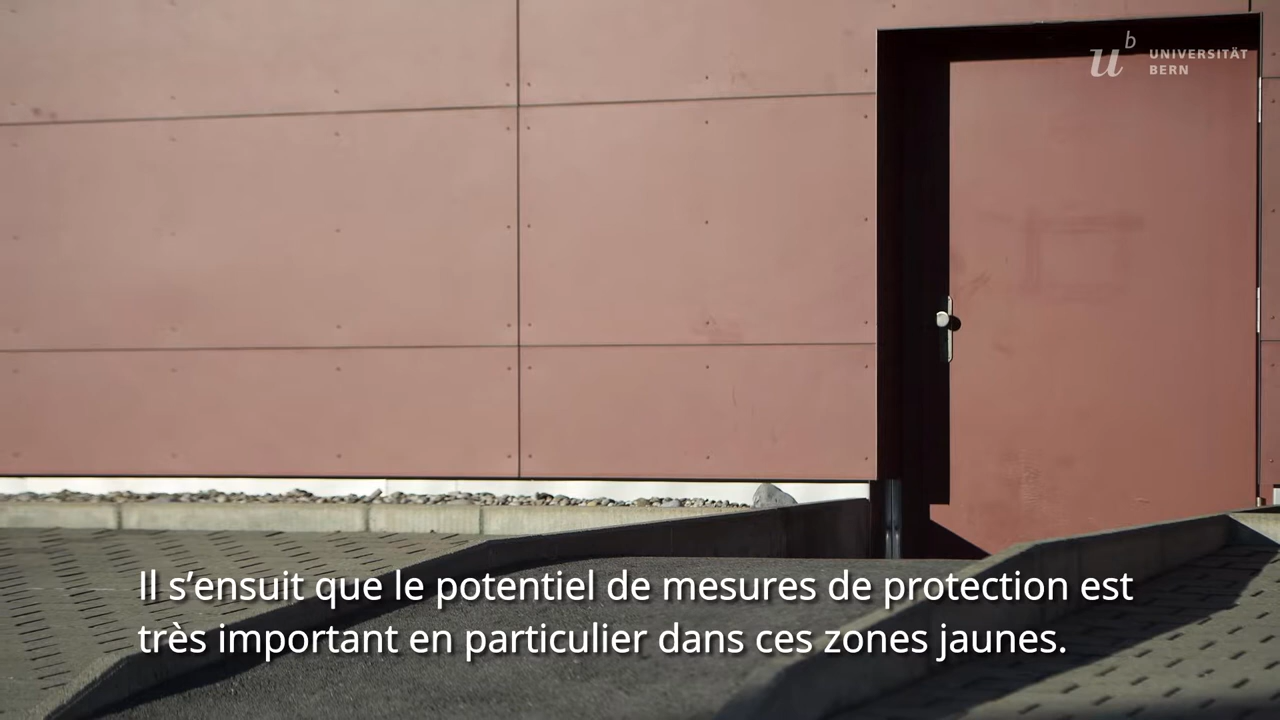 u^b
UNIVERSITÄT
BERN
Il s’ensuit que le potentiel de mesures de protection est
très important en particulier dans ces zones jaunes.